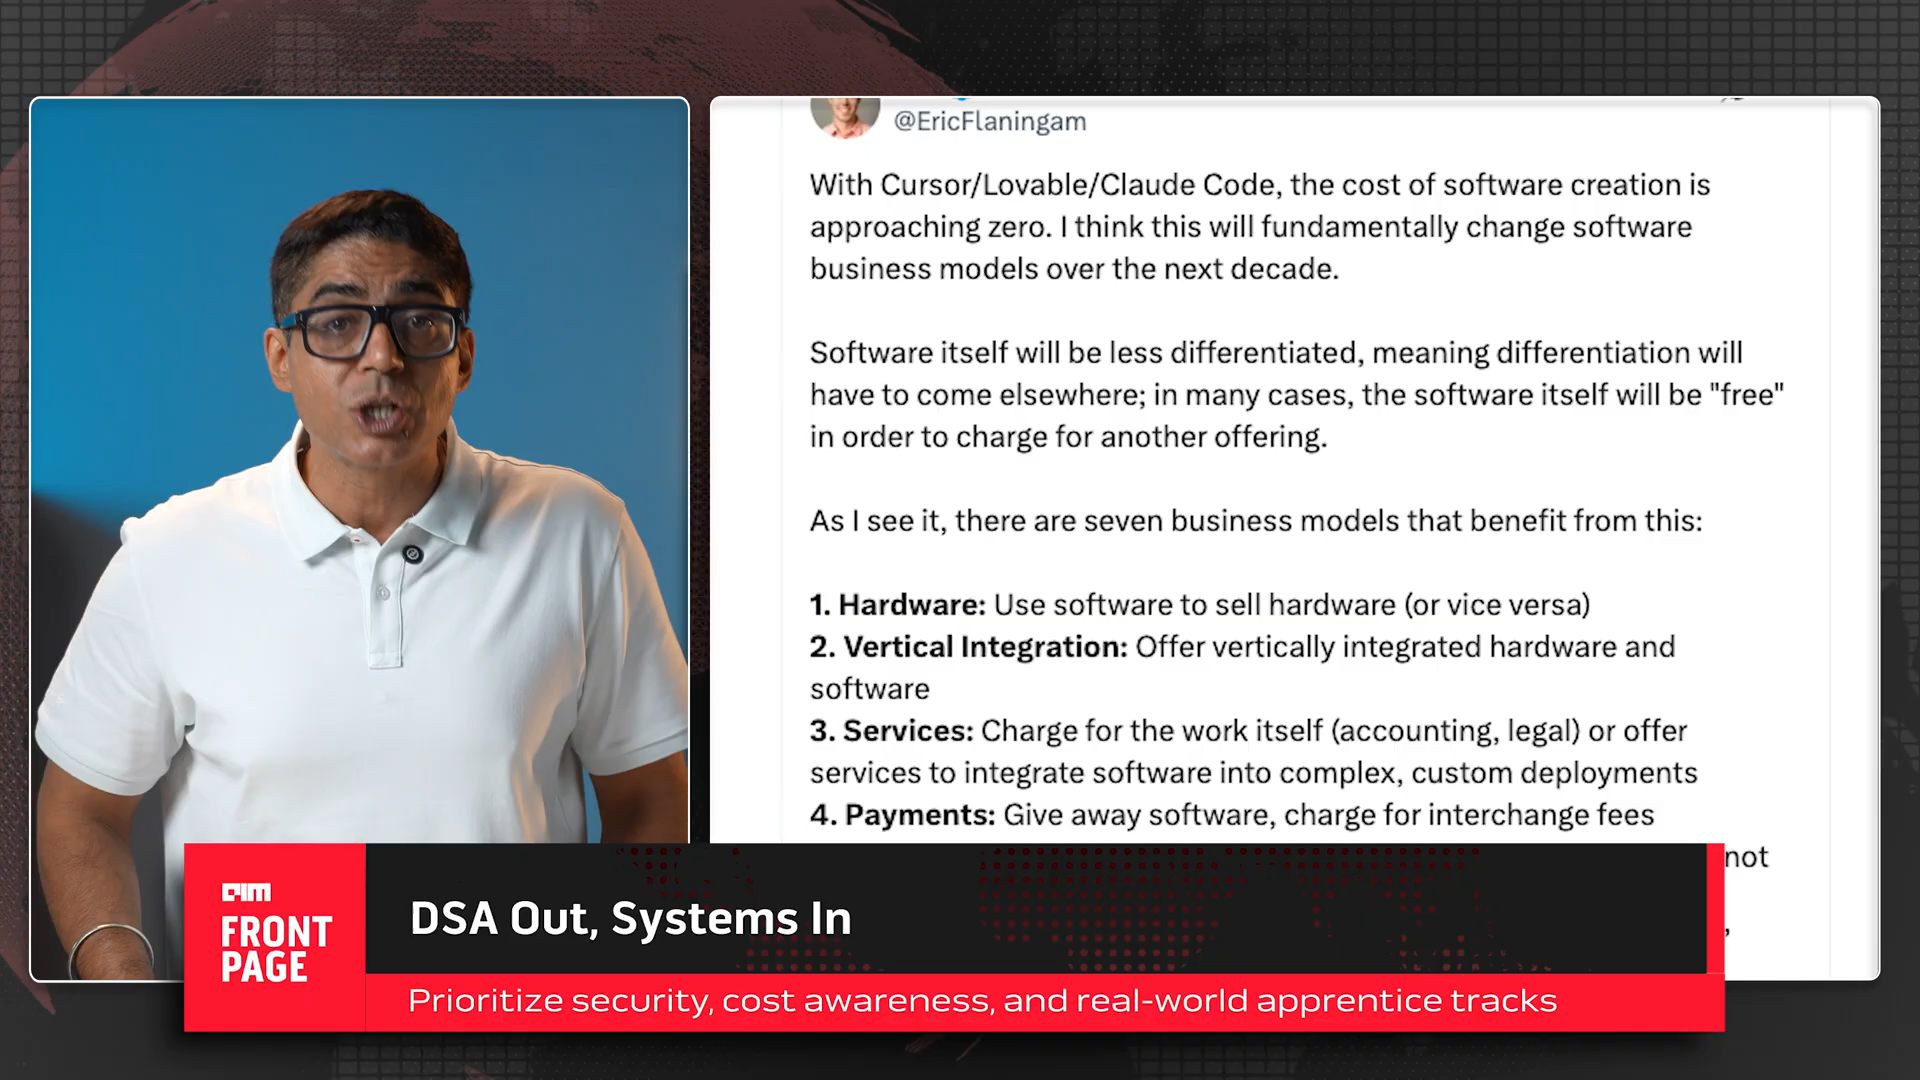 @EricFlaningam
With Cursor/Lovable/Claude Code, the cost of software creation is
approaching zero. I think this will fundamentally change software
business models over the next decade.
Software itself will be less differentiated, meaning differentiation will
have to come elsewhere; in many cases, the software itself will be "free"
in order to charge for another offering.
As I see it, there are seven business models that benefit from this:
1. Hardware: Use software to sell hardware (or vice versa)
2. Vertical Integration: Offer vertically integrated hardware and
software
3. Services: Charge for the work itself (accounting, legal) or offer
services to integrate software into complex, custom deployments
4. Payments: Give away software, charge for interchange fees
not
,
AIM
FRONT
PAGE
DSA Out, Systems In
Prioritize security, cost awareness, and real-world apprentice tracks